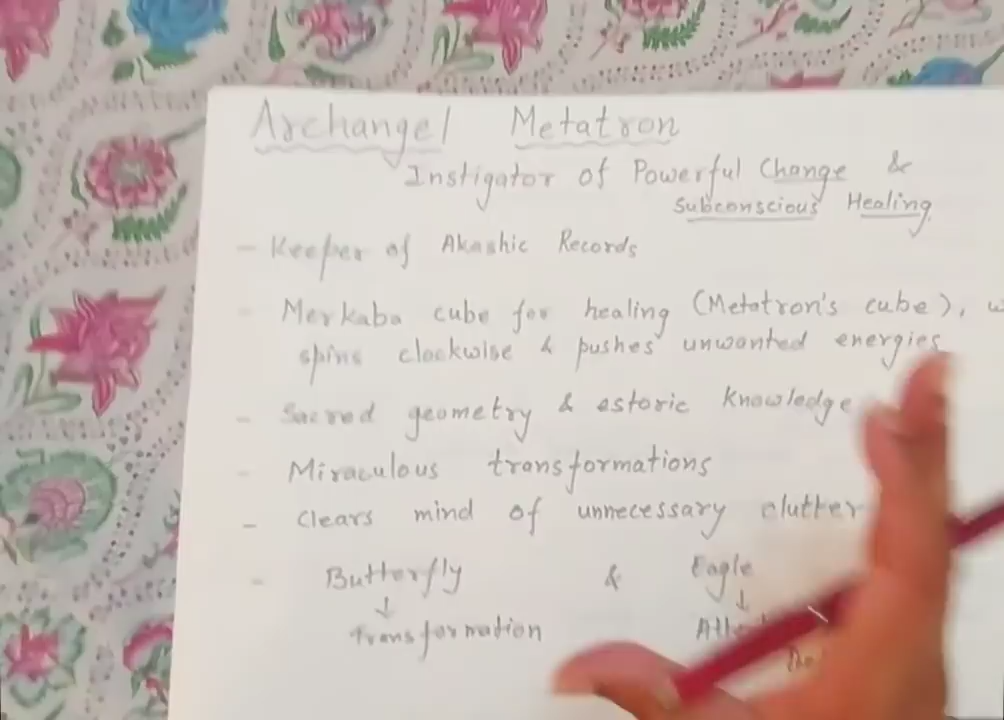 Archangel Metatron
Instigator of Powerful Change &
Subconscious Healing
- Keeper of Akashic Records
- Merkaba cube for healing (Metatron's cube),
spins clockwise & pushes unwanted energies
- Sacred geometry & estoric Knowledge
- Miraculous transformations
- Clears mind of unnecessary clutter
- Butterfly & Eagle
↓ ↓
Transformation